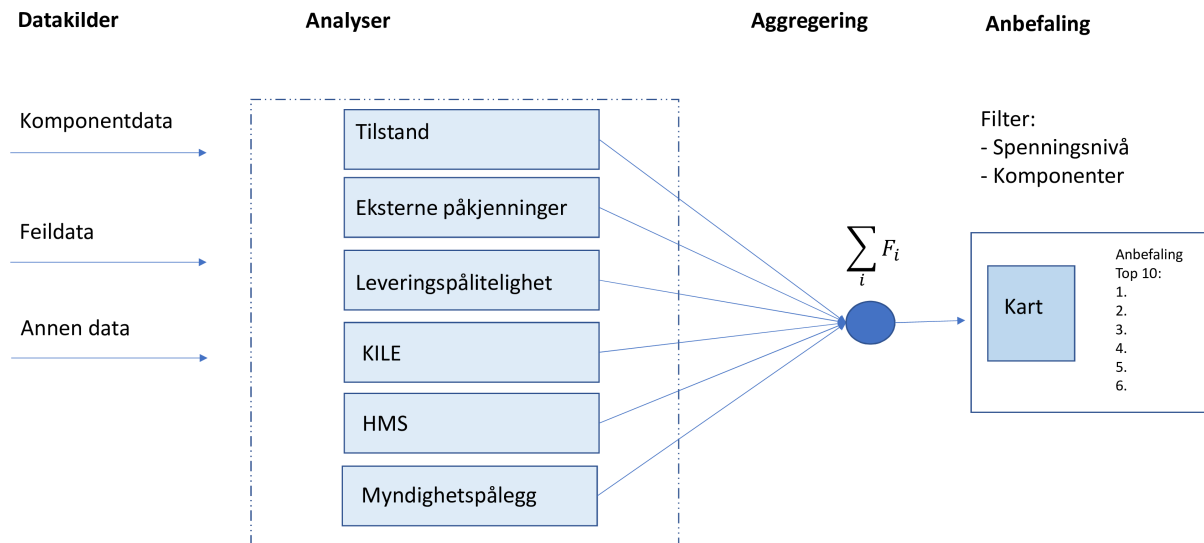 Datakilder
Analyser
Aggregering
Anbefaling
Komponentdata
Feildata
Annen data
Tilstand
Eksterne påkjenninger
Leveringspålitelighet
KILE
HMS
Myndighetspålegg
∑ F_i
i
Filter:
- Spenningsnivå
- Komponenter
Kart
Anbefaling
Top 10:
1.
2.
3.
4.
5.
6.